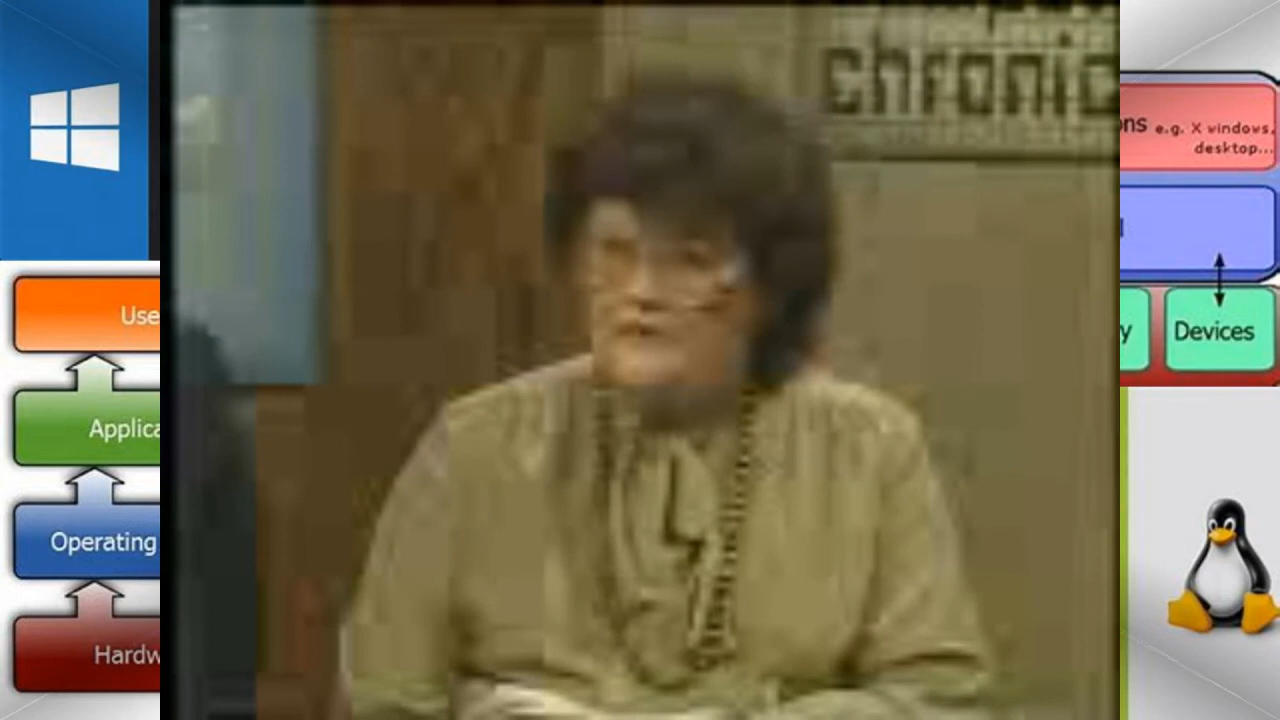 chronic
ons e.g. X windows,
desktop...
y
Devices
Use
Applica
Operating
Hardw